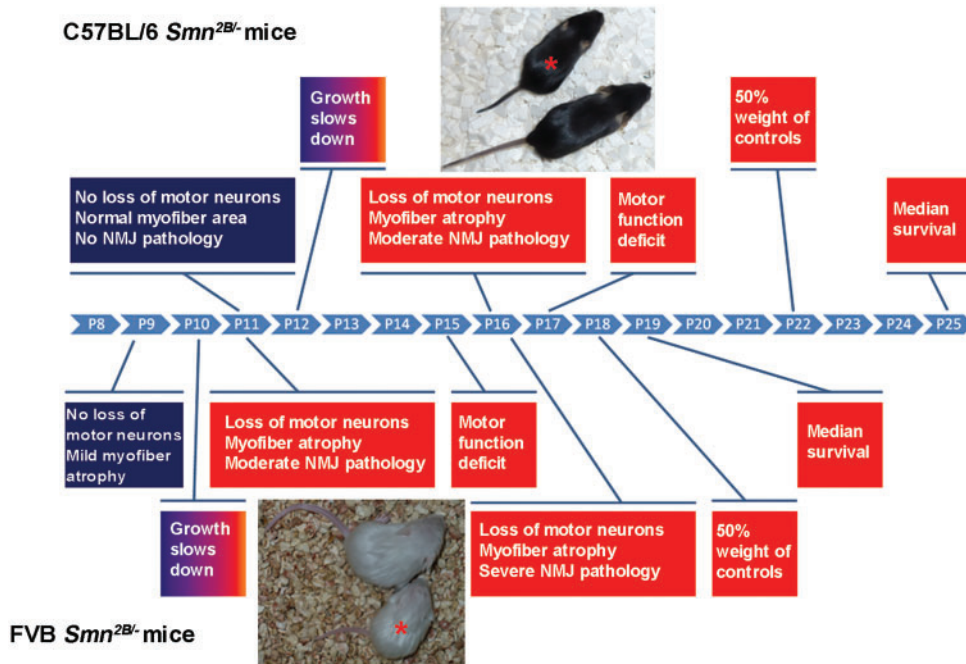 C57BL/6 Smn2B/- mice
Growth
slows
down
50%
weight of
controls
No loss of motor neurons
Normal myofiber area
No NMJ pathology
Loss of motor neurons
Myofiber atrophy
Moderate NMJ pathology
Motor
function
deficit
Median
survival
P8 P9 P10 P11 P12 P13 P14 P15 P16 P17 P18 P19 P20 P21 P22 P23 P24 P25
No loss of
motor neurons
Mild myofiber
atrophy
Loss of motor neurons
Myofiber atrophy
Moderate NMJ pathology
Motor
function
deficit
Median
survival
Growth
slows
down
Loss of motor neurons
Myofiber atrophy
Severe NMJ pathology
50%
weight of
controls
FVB Smn2B/- mice